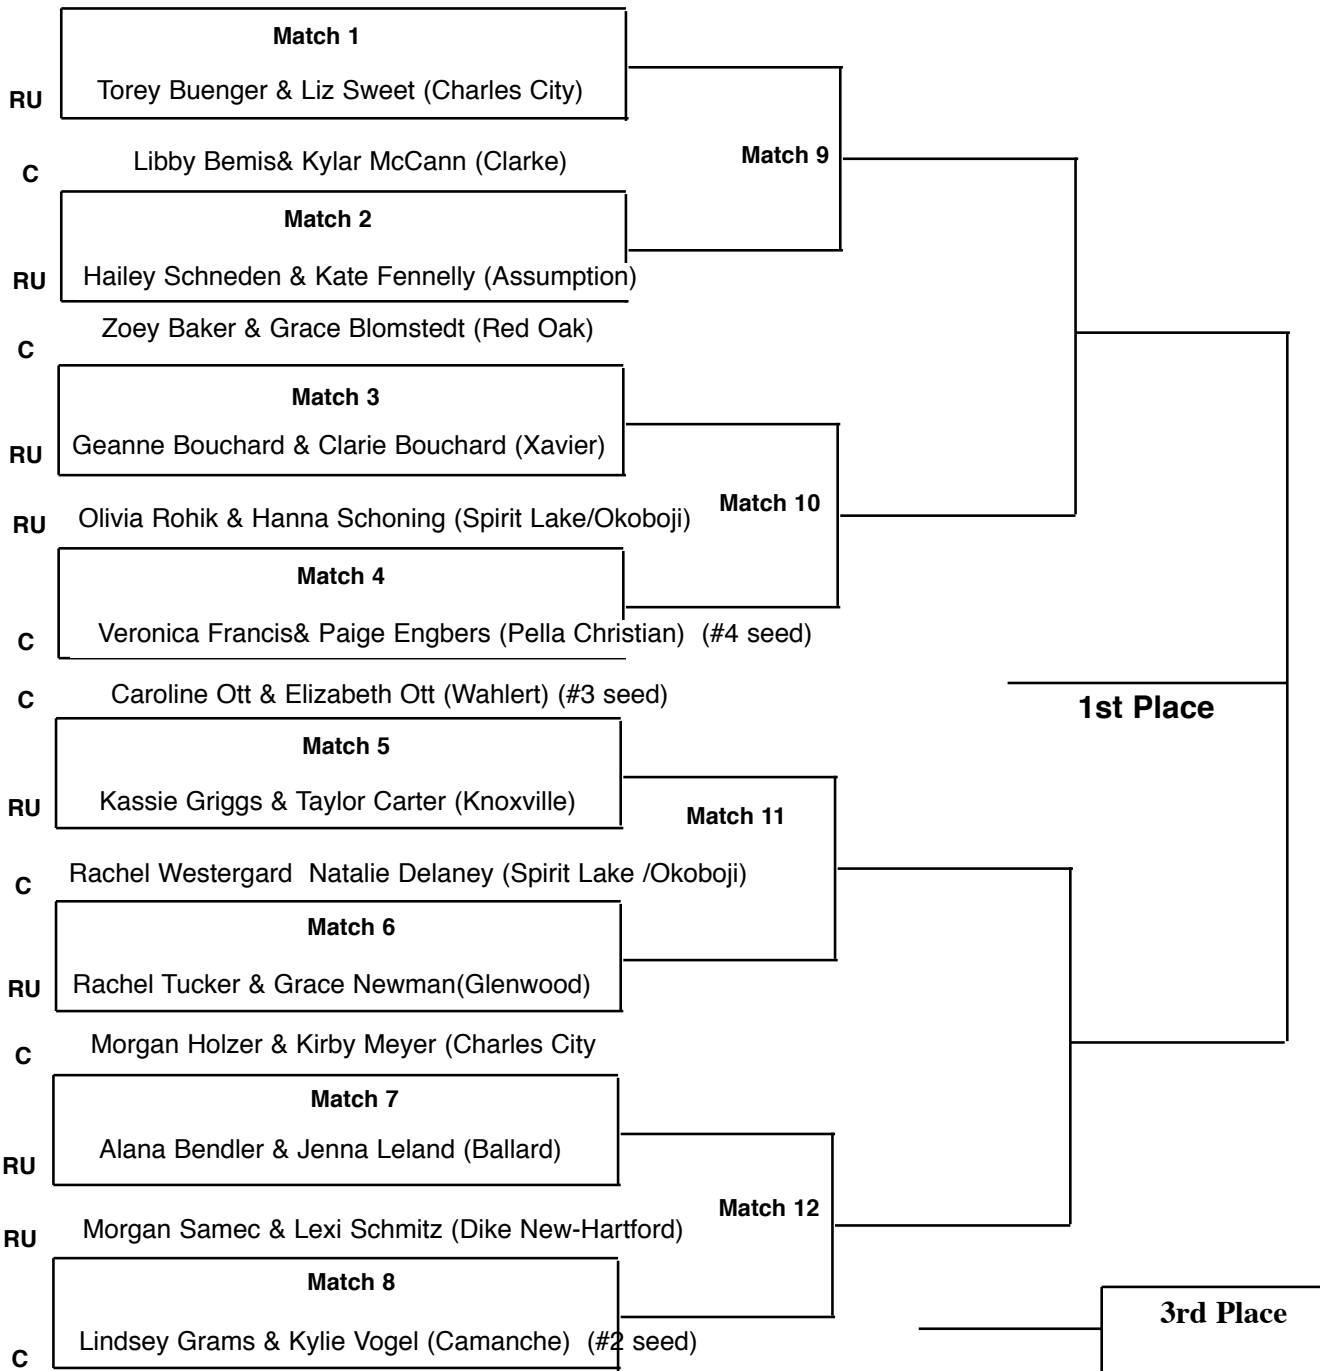 Match 1
RU Torey Buenger & Liz Sweet (Charles City)
Match 9
C Libby Bemis& Kylar McCann (Clarke)
Match 2
RU Hailey Schneden & Kate Fennelly (Assumption)
C Zoey Baker & Grace Blomstedt (Red Oak)
Match 3
RU Geanne Bouchard & Clarie Bouchard (Xavier)
Match 10
RU Olivia Rohik & Hanna Schoning (Spirit Lake/Okoboji)
Match 4
C Veronica Francis& Paige Engbers (Pella Christian) (#4 seed)
C Caroline Ott & Elizabeth Ott (Wahlert) (#3 seed)
1st Place
Match 5
RU Kassie Griggs & Taylor Carter (Knoxville)
Match 11
C Rachel Westergard Natalie Delaney (Spirit Lake /Okoboji)
Match 6
RU Rachel Tucker & Grace Newman(Glenwood)
C Morgan Holzer & Kirby Meyer (Charles City
Match 7
RU Alana Bendler & Jenna Leland (Ballard)
Match 12
RU Morgan Samec & Lexi Schmitz (Dike New-Hartford)
Match 8
3rd Place
C Lindsey Grams & Kylie Vogel (Camanche) (#2 seed)